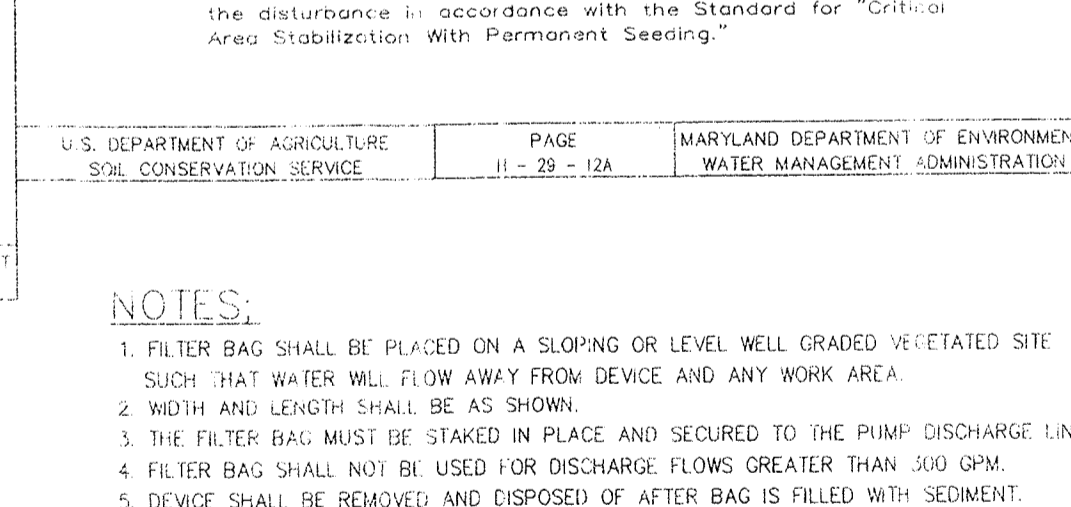 the disturbance in accordance with the Standard for "Critical
Area Stabilization With Permanent Seeding."
U.S. DEPARTMENT OF AGRICULTURE
SOIL CONSERVATION SERVICE
PAGE
H - 29 - 12A
MARYLAND DEPARTMENT OF ENVIRONMEN
WATER MANAGEMENT ADMINISTRATION
T
NOTES;
1. FILTER BAG SHALL BE PLACED ON A SLOPING OR LEVEL WELL GRADED VEGETATED SITE
SUCH THAT WATER WILL FLOW AWAY FROM DEVICE AND ANY WORK AREA.
2. WIDTH AND LENGTH SHALL BE AS SHOWN.
3. THE FILTER BAG MUST BE STAKED IN PLACE AND SECURED TO THE PUMP DISCHARGE LIN
4. FILTER BAG SHALL NOT BE USED FOR DISCHARGE FLOWS GREATER THAN GPM.
5. DEVICE SHALL BE REMOVED AND DISPOSED OF AFTER BAG IS FILLED WITH SEDIMENT.